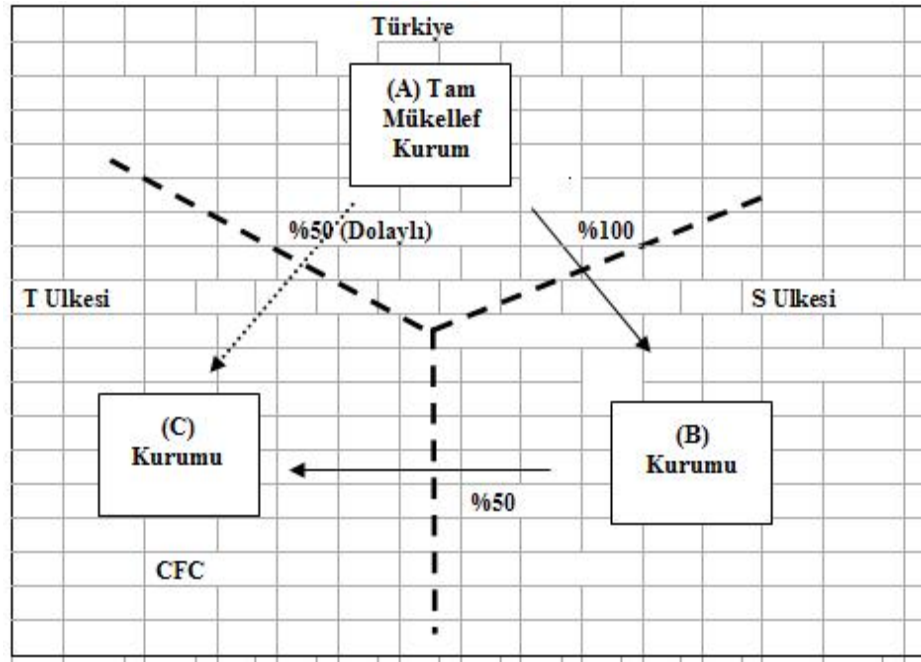 Türkiye
(A) Tam
Mükellef
Kurum
%50 (Dolaylı)
%100
T Ulkesi
S Ulkesi
(C)
Kurumu
(B)
Kurumu
%50
CFC